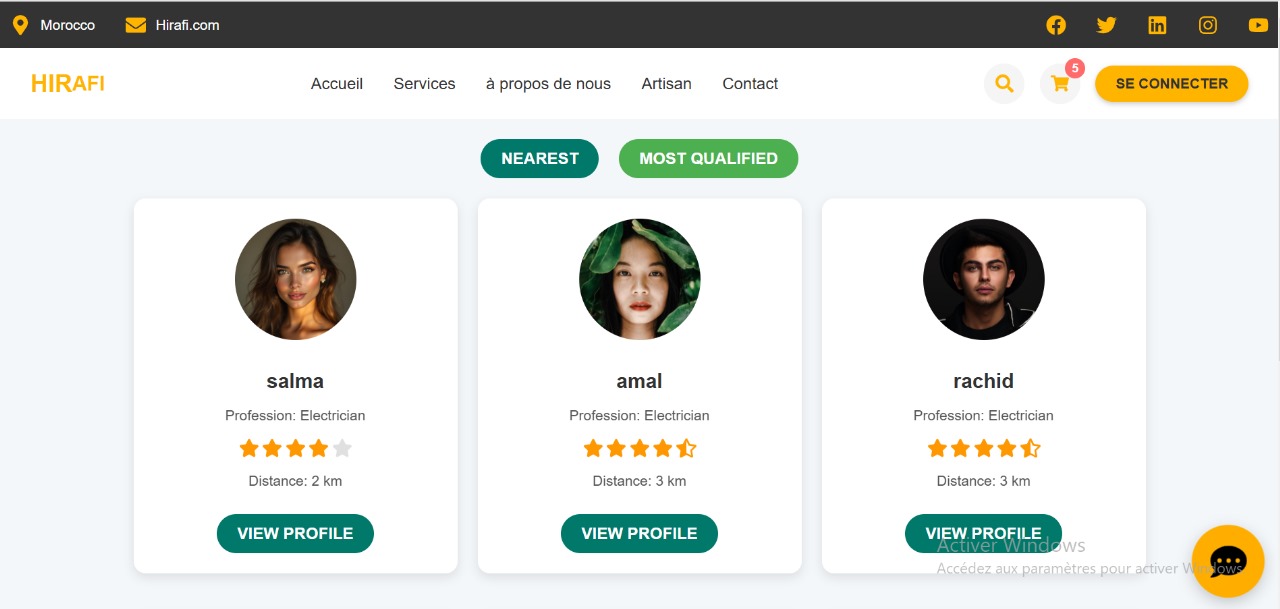 Morocco Hirafi.com
HIRAFI Accueil Services à propos de nous Artisan Contact 5 SE CONNECTER
NEAREST MOST QUALIFIED
salma amal rachid
Profession: Electrician Profession: Electrician Profession: Electrician
Distance: 2 km Distance: 3 km Distance: 3 km
VIEW PROFILE VIEW PROFILE VIEW PROFILE
Activer Windows
Accédez aux paramètres pour activer Windows.